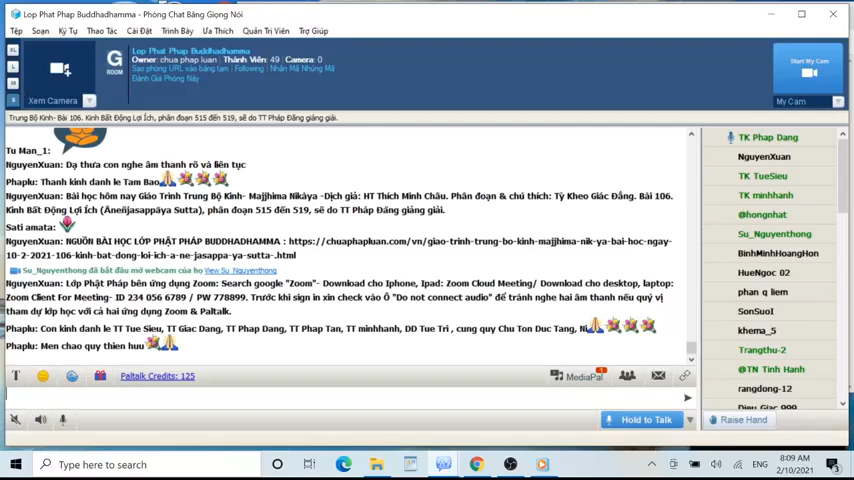 Lop Phat Phap Buddhadhamma - Phòng Chat Bằng Giọng Nói
Tệp Soạn Ký Tự Thao Tác Cài Đặt Trình Bày Ưa Thích Quản Trị Viên Trợ Giúp
XL
L
M
S
Xem Camera
G
ROOM
Lop Phat Phap Buddhadhamma
Owner: chua phap luan Thành Viên: 49 Camera: 0
Sao phóng URL vào bảng tạm | Following | Nhận Mã Nhúng Mã
Đánh Giá Phòng Này
Start My Cam
My Cam
Trung Bộ Kinh- Bài 106. Kinh Bất Động Lợi Ích, phân đoạn 515 đến 519, sẽ do TT Pháp Đăng giảng giải.
Tu Man_1:
NguyenXuan: Dạ thưa con nghe âm thanh rõ và liên tục
Phaplu: Thanh kinh danh le Tam Bao
NguyenXuan: Bài học hôm nay Giáo Trình Trung Bộ Kinh- Majjhima Nikàya -Dịch giả: HT Thích Minh Châu. Phân đoạn & chú thích: Tỳ Kheo Giác Đẳng. Bài 106.
Kinh Bất Động Lợi Ích (Āneñjasappāya Sutta), phân đoạn 515 đến 519, sẽ do TT Pháp Đăng giảng giải.
Sati amata:
NguyenXuan: NGUỒN BÀI HỌC LỚP PHẬT PHÁP BUDDHADHAMMA : https://chuaphapluan.com/vn/giao-trinh-trung-bo-kinh-majjhima-nik-ya-bai-hoc-ngay-
10-2-2021-106-kinh-bat-dong-loi-ich-a-ne-jasappa-ya-sutta-.html
Su_Nguyenthong đã bắt đầu mở webcam của họ View Su_Nguyenthong
NguyenXuan: Lớp Phật Pháp bên ứng dụng Zoom: Search google "Zoom"- Download cho Iphone, Ipad: Zoom Cloud Meeting/ Download cho desktop, laptop:
Zoom Client For Meeting- ID 234 056 6789 / PW 778899. Trước khi sign in xin check vào Ô "Do not connect audio" để tránh nghe hai âm thanh nếu quý vị
tham dự lớp học với cả hai ứng dụng Zoom & Paltalk.
Phaplu: Con kinh danh le TT Tue Sieu, TT Giac Dang, TT Phap Dang, TT Phap Tan, TT minhhanh, DD Tue Tri , cung quy Chu Ton Duc Tang, Ni
Phaplu: Men chao quy thien huu
TK Phap Dang
NguyenXuan
TK TueSieu
TK minhhanh
@hongnhat
Su_Nguyenthong
BinhMinhHoangHon
HueNgoc 02
phan q liem
SonSuoI
khema_5
Trangthu-2
@TN Tinh Hanh
rangdong-12
Dieu Giac 999
T
Paltalk Credits: 125
MediaPal
1
Hold to Talk
Raise Hand
Type here to search
ENG
8:09 AM
2/10/2021
3